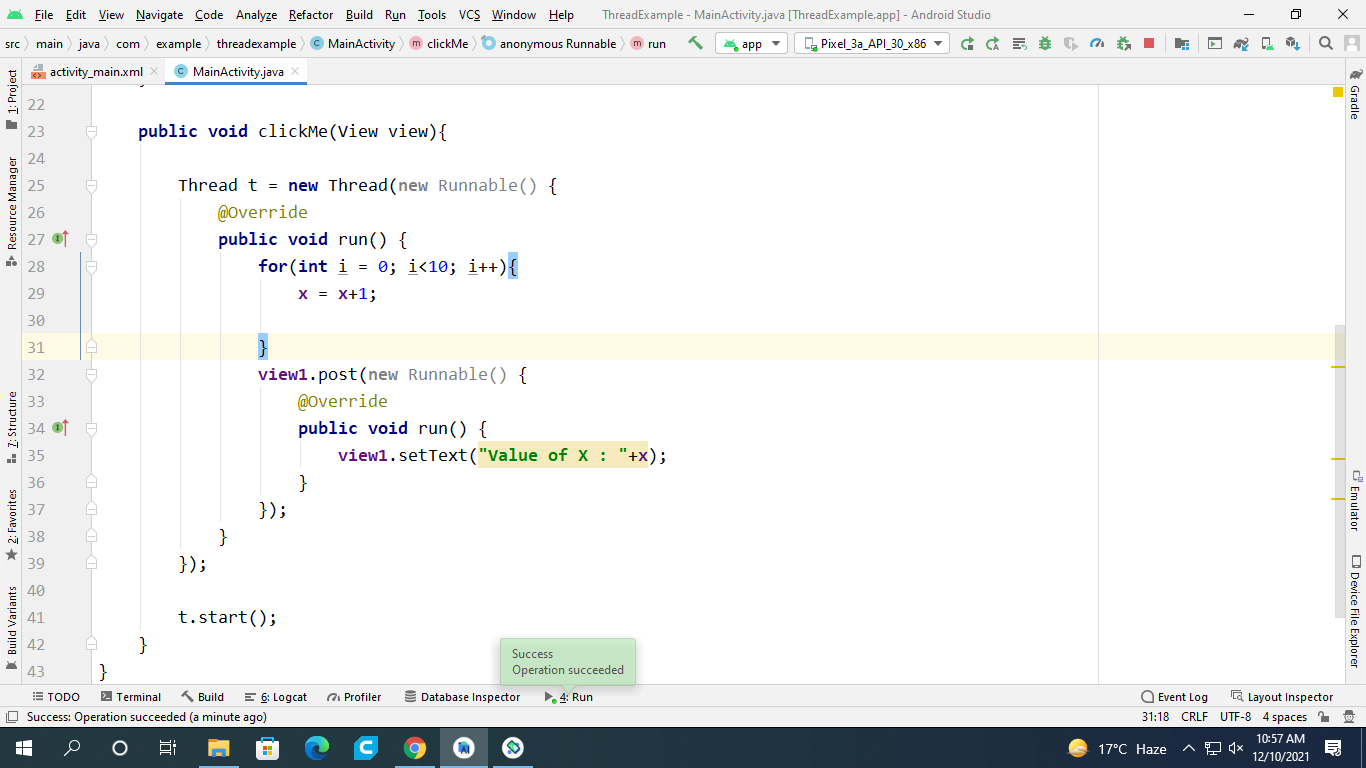 File Edit View Navigate Code Analyze Refactor Build Run Tools VCS Window Help ThreadExample - MainActivity.java [ThreadExample.app] - Android Studio
src main java com example threadexample MainActivity clickMe anonymous Runnable run app Pixel_3a_API_30_x86
activity_main.xml MainActivity.java
1: Project
Resource Manager
7: Structure
2: Favorites
Build Variants
Gradle
Emulator
Device File Explorer
22
23 public void clickMe(View view){
24
25 Thread t = new Thread(new Runnable() {
26 @Override
27 public void run() {
28 for(int i = 0; i<10; i++){
29 x = x+1;
30
31 }
32 view1.post(new Runnable() {
33 @Override
34 public void run() {
35 view1.setText("Value of X : "+x);
36 }
37 });
38 }
39 });
40
41 t.start();
42 }
43 }
Success
Operation succeeded
TODO Terminal Build 6: Logcat Profiler Database Inspector 4: Run Event Log Layout Inspector
Success: Operation succeeded (a minute ago) 31:18 CRLF UTF-8 4 spaces
17°C Haze 10:57 AM
12/10/2021